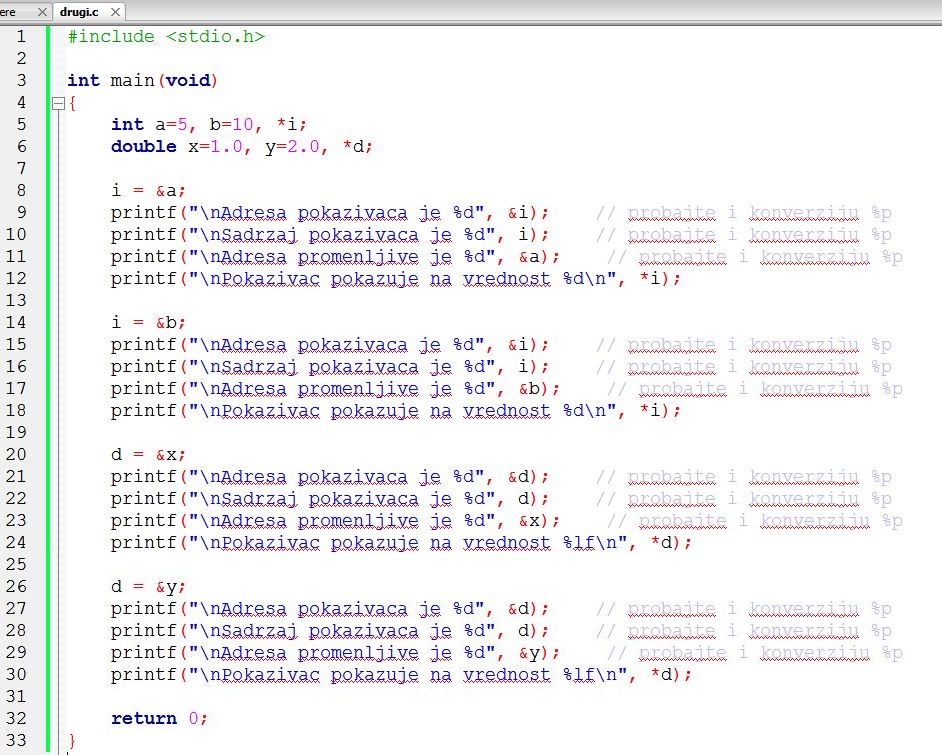 ere
drugi.c
1 #include <stdio.h>
2
3 int main(void)
4 {
5 int a=5, b=10, *i;
6 double x=1.0, y=2.0, *d;
7
8 i = &a;
9 printf("\nAdresa pokazivaca je %d", &i); // probajte i konverziju %p
10 printf("\nSadrzaj pokazivaca je %d", i); // probajte i konverziju %p
11 printf("\nAdresa promenljive je %d", &a); // probajte i konverziju %p
12 printf("\nPokazivac pokazuje na vrednost %d\n", *i);
13
14 i = &b;
15 printf("\nAdresa pokazivaca je %d", &i); // probajte i konverziju %p
16 printf("\nSadrzaj pokazivaca je %d", i); // probajte i konverziju %p
17 printf("\nAdresa promenljive je %d", &b); // probajte i konverziju %p
18 printf("\nPokazivac pokazuje na vrednost %d\n", *i);
19
20 d = &x;
21 printf("\nAdresa pokazivaca je %d", &d); // probajte i konverziju %p
22 printf("\nSadrzaj pokazivaca je %d", d); // probajte i konverziju %p
23 printf("\nAdresa promenljive je %d", &x); // probajte i konverziju %p
24 printf("\nPokazivac pokazuje na vrednost %lf\n", *d);
25
26 d = &y;
27 printf("\nAdresa pokazivaca je %d", &d); // probajte i konverziju %p
28 printf("\nSadrzaj pokazivaca je %d", d); // probajte i konverziju %p
29 printf("\nAdresa promenljive je %d", &y); // probajte i konverziju %p
30 printf("\nPokazivac pokazuje na vrednost %lf\n", *d);
31
32 return 0;
33 }